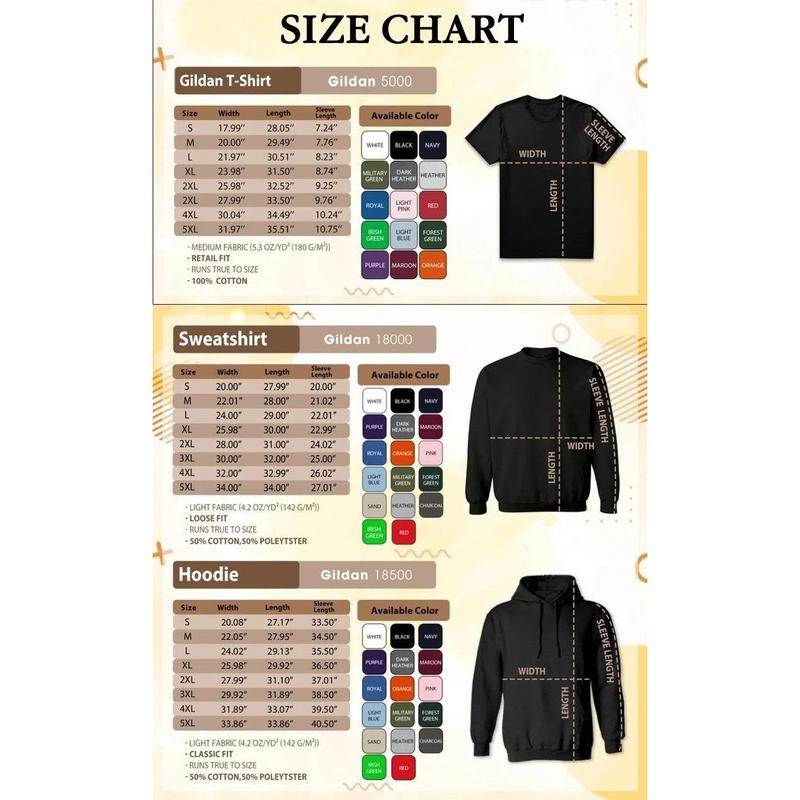 SIZE CHART
Gildan T-Shirt Gildan 5000
Size Width Length Sleeve Length
S 17.99’’ 28.05’’ 7.24’’
M 20.00’’ 29.49’’ 7.76’’
L 21.97’’ 30.51’’ 8.23’’
XL 23.98’’ 31.50’’ 8.74’’
2XL 25.98’’ 32.52’’ 9.25’’
2XL 27.99’’ 33.50’’ 9.76’’
4XL 30.04’’ 34.49’’ 10.24’’
5XL 31.97’’ 35.51’’ 10.75’’
- MEDIUM FABRIC (5.3 OZ/YD² (180 G/M²))
- RETAIL FIT
- RUNS TRUE TO SIZE
- 100% COTTON
Available Color
WHITE BLACK NAVY
MILITARY GREEN DARK HEATHER HEATHER
ROYAL LIGHT PINK RED
IRISH GREEN LIGHT BLUE FOREST GREEN
PURPLE MAROON ORANGE
WIDTH
LENGTH
SLEEVE LENGTH
Sweatshirt Gildan 18000
Size Width Length Sleeve Length
S 20.00” 27.99” 20.00”
M 22.01” 28.00” 21.02”
L 24.00” 29.00” 22.01”
XL 25.98” 30.00” 22.99”
2XL 28.00” 31.00” 24.02”
3XL 30.00” 32.00” 25.00”
4XL 32.00” 32.99” 26.02”
5XL 34.00” 34.00” 27.01”
- LIGHT FABRIC (4.2 OZ/YD² (142 G/M²))
- LOOSE FIT
- RUNS TRUE TO SIZE
- 50% COTTON,50% POLEYTSTER
Available Color
WHITE BLACK NAVY
PURPLE DARK HEATHER MAROON
ROYAL ORANGE PINK
LIGHT BLUE MILITARY GREEN FOREST GREEN
SAND HEATHER CHARCOAL
IRISH GREEN RED
WIDTH
LENGTH
SLEEVE LENGTH
Hoodie Gildan 18500
Size Width Length Sleeve Length
S 20.08” 27.17” 33.50”
M 22.05” 27.95” 34.50”
L 24.02” 29.13” 35.50”
XL 25.98” 29.92” 36.50”
2XL 27.99” 31.10” 37.01”
3XL 29.92” 31.89” 38.50”
4XL 31.89” 33.07” 39.50”
5XL 33.86” 33.86” 40.50”
- LIGHT FABRIC (4.2 OZ/YD² (142 G/M²))
- CLASSIC FIT
- RUNS TRUE TO SIZE
- 50% COTTON,50% POLEYTSTER
Available Color
WHITE BLACK NAVY
PURPLE DARK HEATHER MAROON
ROYAL ORANGE PINK
LIGHT BLUE MILITARY GREEN FOREST GREEN
SAND HEATHER CHARCOAL
IRISH GREEN RED
WIDTH
LENGTH
SLEEVE LENGTH